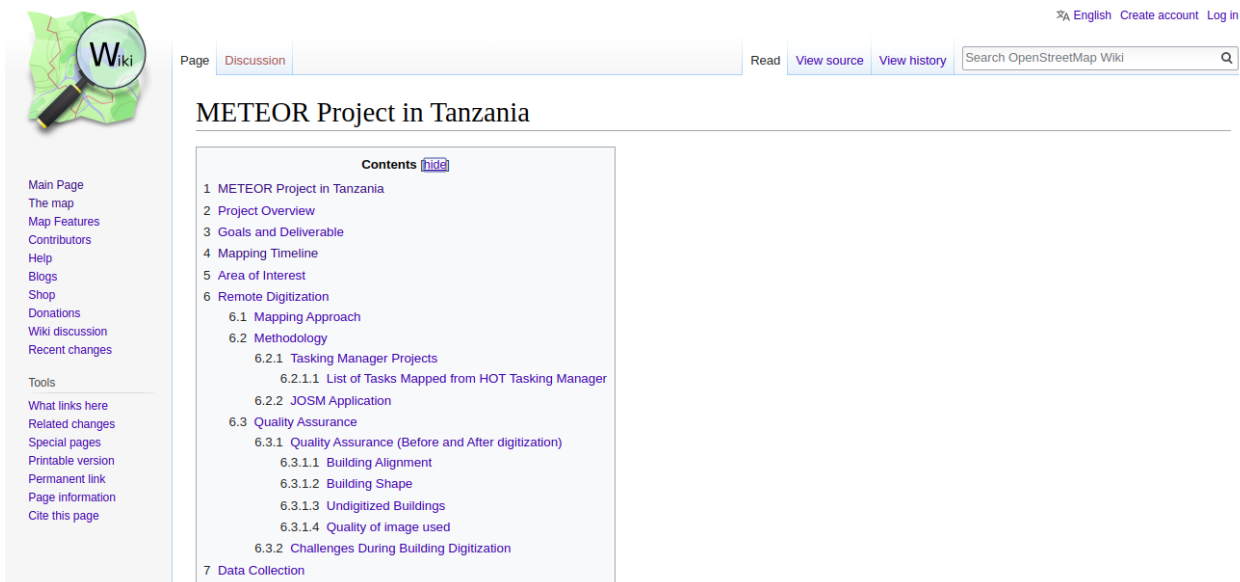 English Create account Log in
Wiki
Page Discussion Read View source View history Search OpenStreetMap Wiki
METEOR Project in Tanzania
Contents [hide]
1 METEOR Project in Tanzania
2 Project Overview
3 Goals and Deliverable
4 Mapping Timeline
5 Area of Interest
6 Remote Digitization
6.1 Mapping Approach
6.2 Methodology
6.2.1 Tasking Manager Projects
6.2.1.1 List of Tasks Mapped from HOT Tasking Manager
6.2.2 JOSM Application
6.3 Quality Assurance
6.3.1 Quality Assurance (Before and After digitization)
6.3.1.1 Building Alignment
6.3.1.2 Building Shape
6.3.1.3 Undigitized Buildings
6.3.1.4 Quality of image used
6.3.2 Challenges During Building Digitization
7 Data Collection
Main Page
The map
Map Features
Contributors
Help
Blogs
Shop
Donations
Wiki discussion
Recent changes
Tools
What links here
Related changes
Special pages
Printable version
Permanent link
Page information
Cite this page